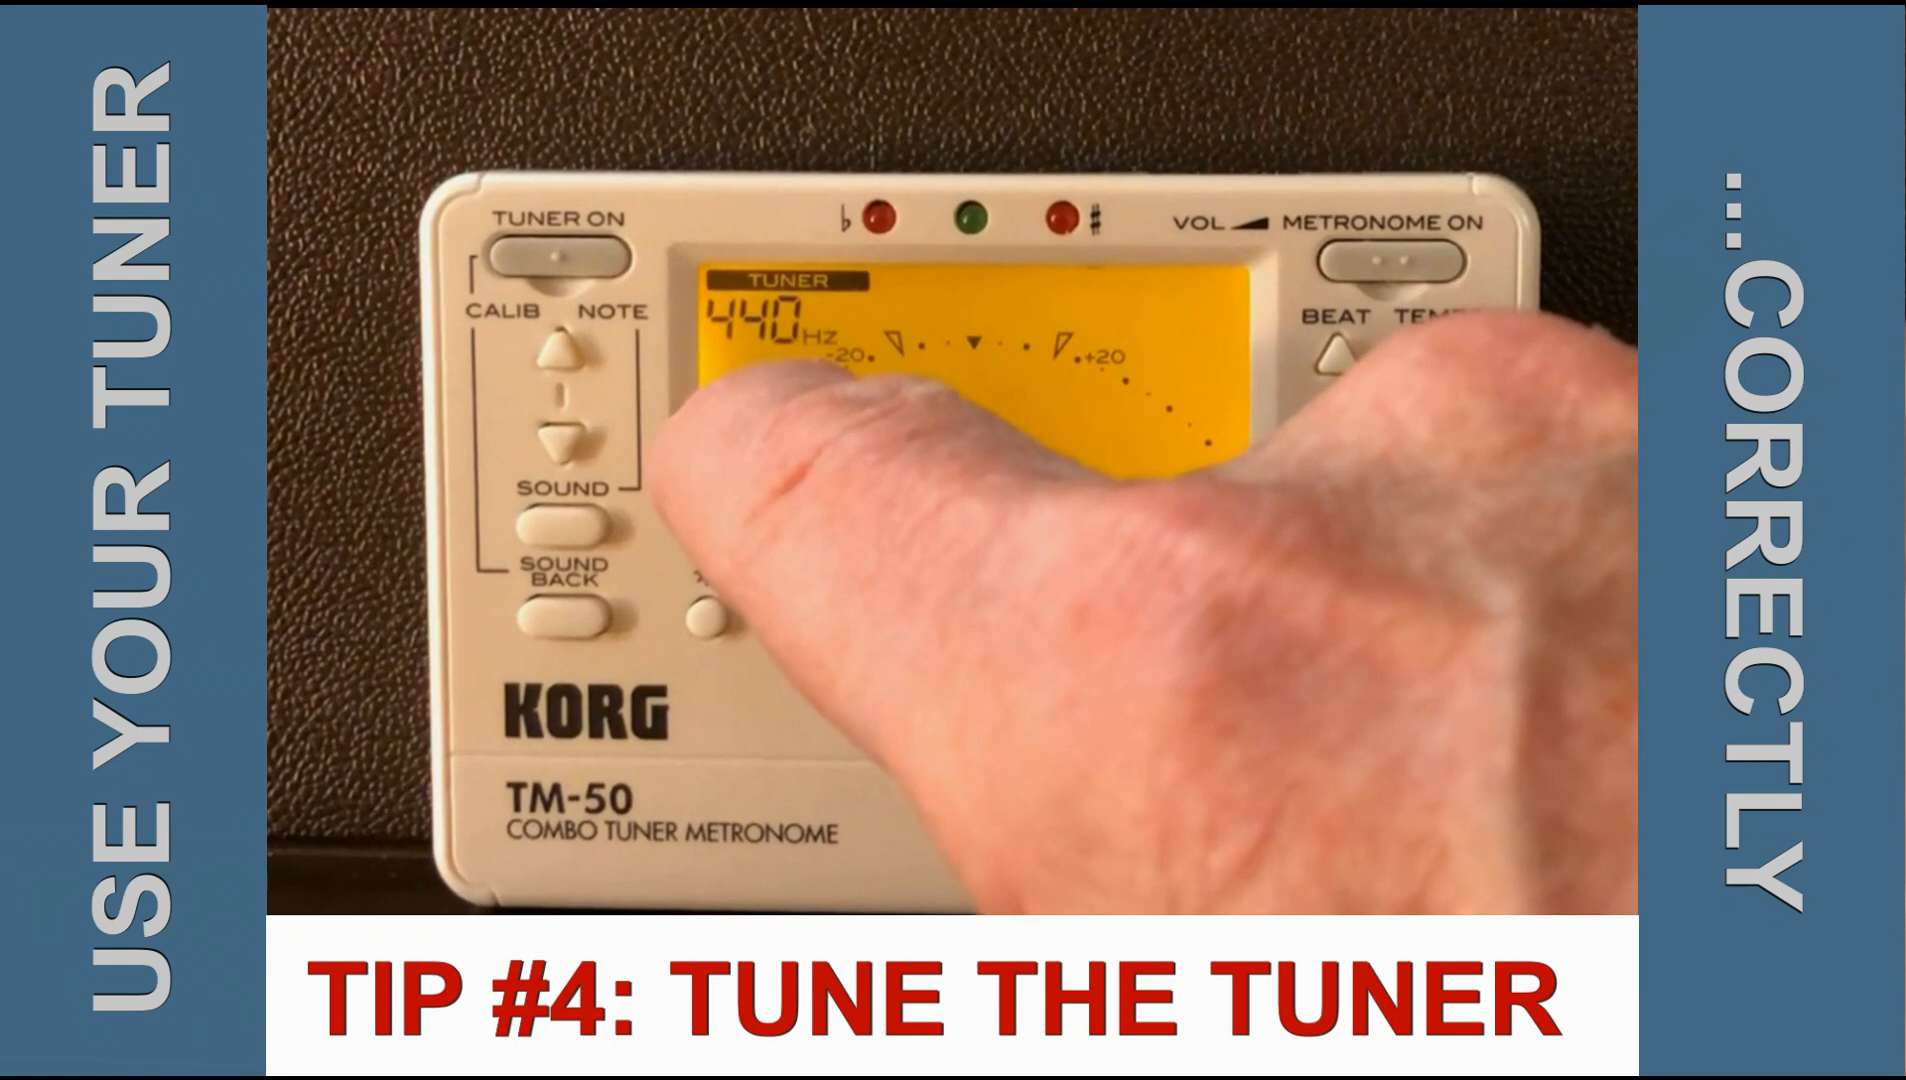 USE YOUR TUNER
TUNER ON
♭
♯
VOL
METRONOME ON
CALIB
NOTE
TUNER
440HZ
-20
+20
BEAT
SOUND
SOUND
BACK
KORG
TM-50
COMBO TUNER METRONOME
...CORRECTLY
TIP #4: TUNE THE TUNER